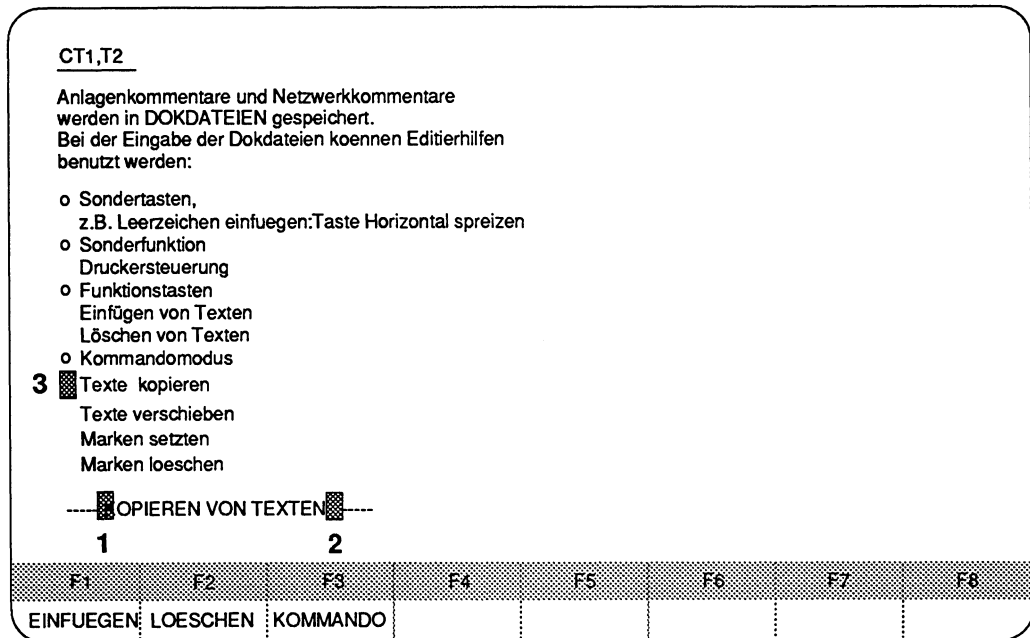 CT1,T2
Anlagenkommentare und Netzwerkkommentare
werden in DOKDATEIEN gespeichert.
Bei der Eingabe der Dokdateien koennen Editierhilfen
benutzt werden:
o Sondertasten,
z.B. Leerzeichen einfuegen:Taste Horizontal spreizen
o Sonderfunktion
Druckersteuerung
o Funktionstasten
Einfügen von Texten
Löschen von Texten
o Kommandomodus
3 Texte kopieren
Texte verschieben
Marken setzten
Marken loeschen
-----KOPIEREN VON TEXTEN-----
1 2
F1 F2 F3 F4 F5 F6 F7 F8
EINFUEGEN LOESCHEN KOMMANDO